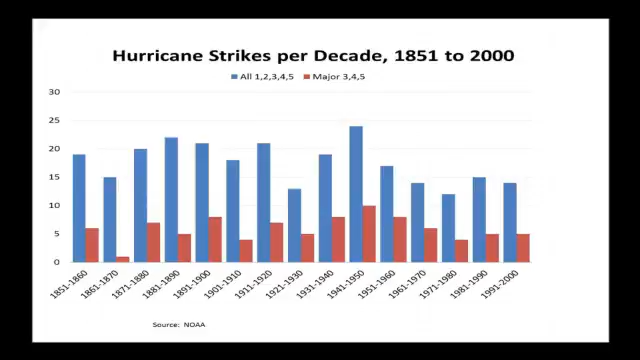 Hurricane Strikes per Decade, 1851 to 2000
All 1,2,3,4,5 Major 3,4,5
30
25
20
15
10
5
0
1851-1860 1861-1870 1871-1880 1881-1890 1891-1900 1901-1910 1911-1920 1921-1930 1931-1940 1941-1950 1951-1960 1961-1970 1971-1980 1981-1990 1991-2000
Source: NOAA